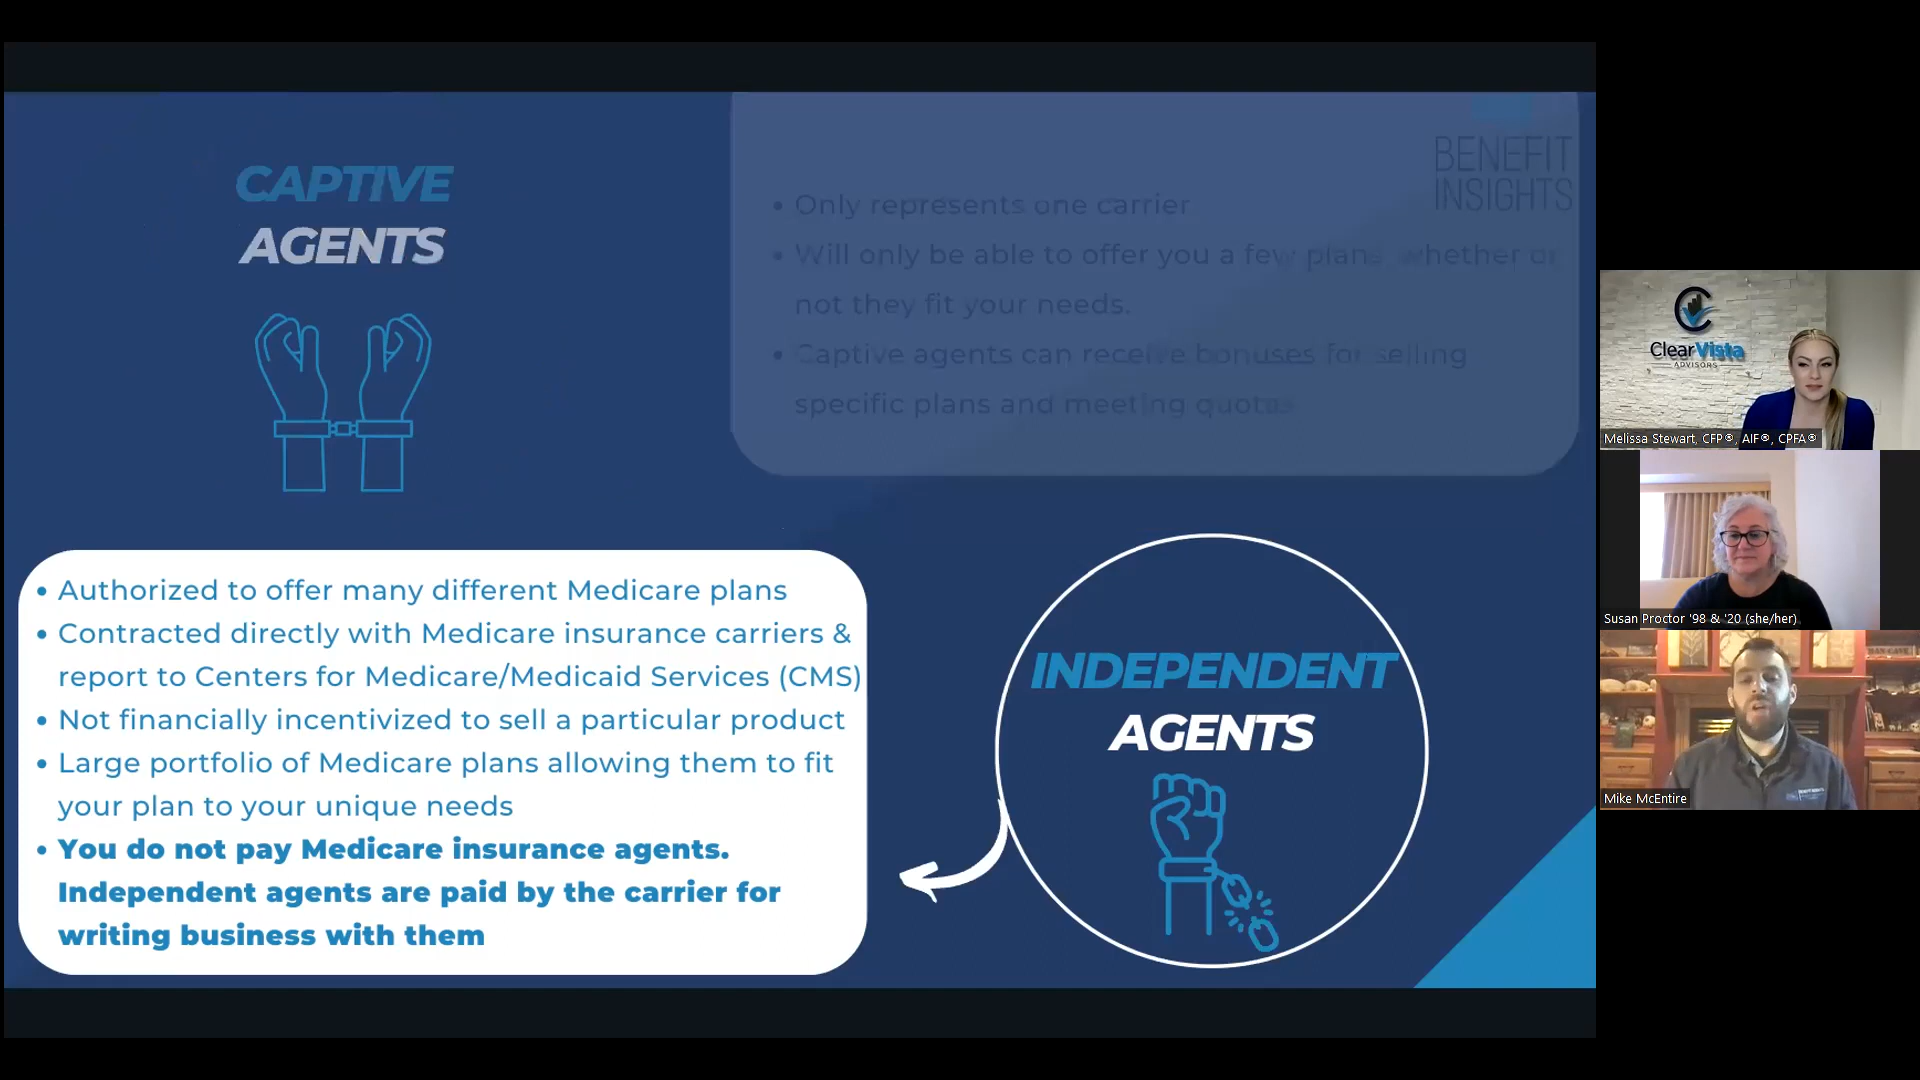 CAPTIVE
AGENTS
BENEFIT
INSIGHTS
• Only represents one carrier
• Will only be able to offer you a few plans, whether or
not they fit your needs.
• Captive agents can receive bonuses for selling
specific plans and meeting quotas
• Authorized to offer many different Medicare plans
• Contracted directly with Medicare insurance carriers &
report to Centers for Medicare/Medicaid Services (CMS)
• Not financially incentivized to sell a particular product
• Large portfolio of Medicare plans allowing them to fit
your plan to your unique needs
• You do not pay Medicare insurance agents.
Independent agents are paid by the carrier for
writing business with them
INDEPENDENT
AGENTS
ClearVista
ADVISORS
Melissa Stewart, CFP®, AIF®, CPFA®
Susan Proctor '98 & '20 (she/her)
Mike McEntire